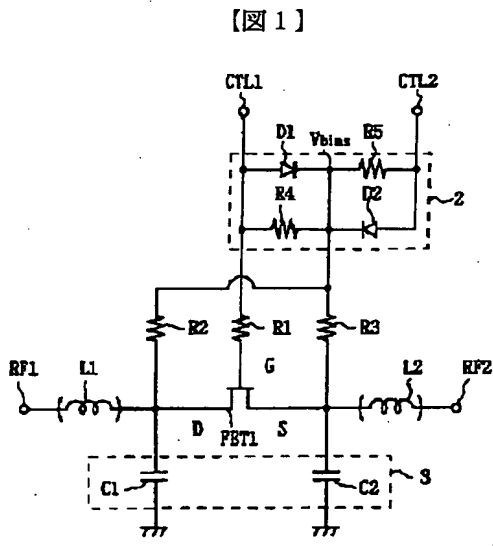 【図1】
CTL1 CTL2
D1 Vbias R5
R4 D2 2
R2 R1 R3
RF1 L1 G L2 RF2
D S
FET1
C1 C2 3